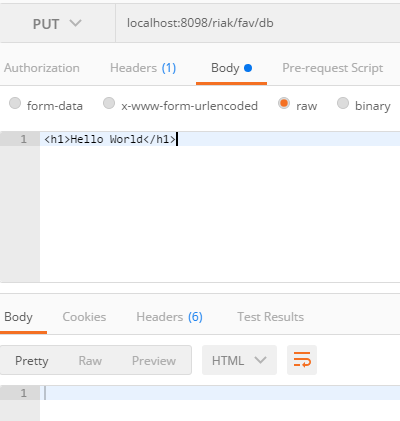 PUT localhost:8098/riak/fav/db
Authorization Headers (1) Body Pre-request Script
form-data x-www-form-urlencoded raw binary
1 <h1>Hello World</h1>
Body Cookies Headers (6) Test Results
Pretty Raw Preview HTML
1